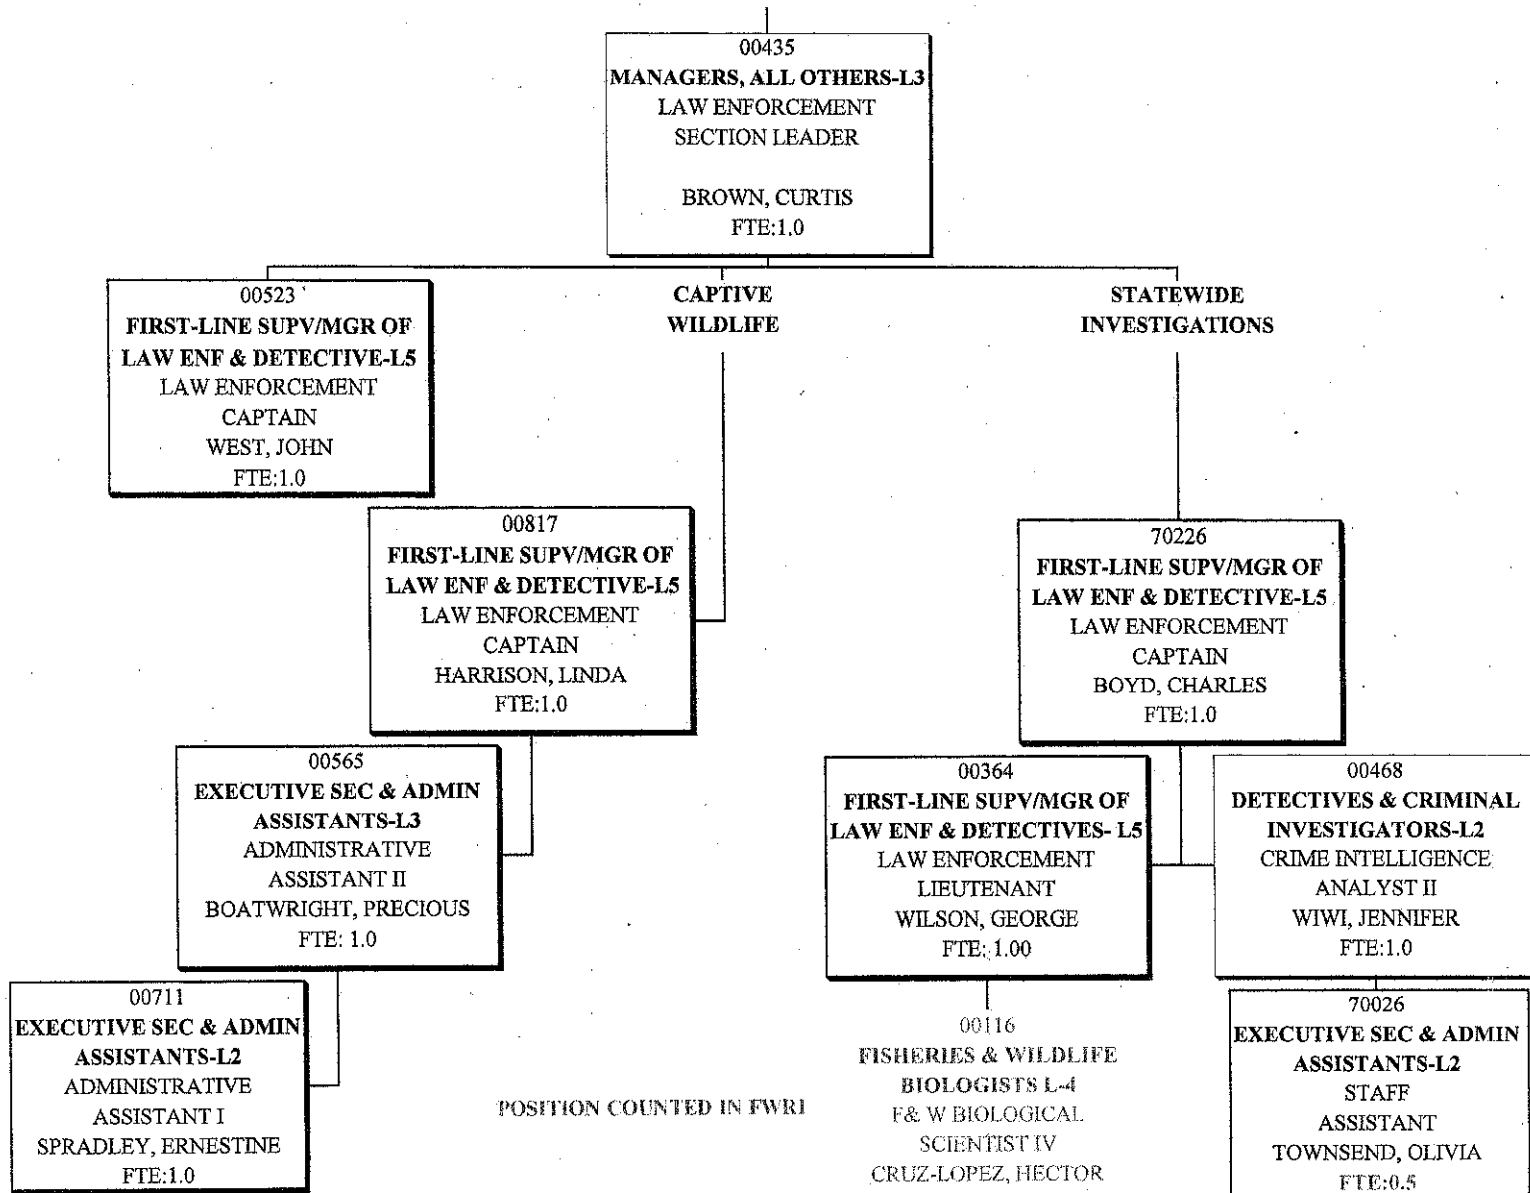 00435
MANAGERS, ALL OTHERS-L3
LAW ENFORCEMENT
SECTION LEADER
BROWN, CURTIS
FTE:1.0
00523
FIRST-LINE SUPV/MGR OF
LAW ENF & DETECTIVE-L5
LAW ENFORCEMENT
CAPTAIN
WEST, JOHN
FTE:1.0
CAPTIVE
WILDLIFE
STATEWIDE
INVESTIGATIONS
00817
FIRST-LINE SUPV/MGR OF
LAW ENF & DETECTIVE-L5
LAW ENFORCEMENT
CAPTAIN
HARRISON, LINDA
FTE:1.0
70226
FIRST-LINE SUPV/MGR OF
LAW ENF & DETECTIVE-L5
LAW ENFORCEMENT
CAPTAIN
BOYD, CHARLES
FTE:1.0
00565
EXECUTIVE SEC & ADMIN
ASSISTANTS-L3
ADMINISTRATIVE
ASSISTANT II
BOATWRIGHT, PRECIOUS
FTE: 1.0
00364
FIRST-LINE SUPV/MGR OF
LAW ENF & DETECTIVES- L5
LAW ENFORCEMENT
LIEUTENANT
WILSON, GEORGE
FTE: 1.00
00468
DETECTIVES & CRIMINAL
INVESTIGATORS-L2
CRIME INTELLIGENCE
ANALYST II
WIWI, JENNIFER
FTE:1.0
00711
EXECUTIVE SEC & ADMIN
ASSISTANTS-L2
ADMINISTRATIVE
ASSISTANT I
SPRADLEY, ERNESTINE
FTE:1.0
POSITION COUNTED IN FWRI
00116
FISHERIES & WILDLIFE
BIOLOGISTS L-4
F& W BIOLOGICAL
SCIENTIST IV
CRUZ-LOPEZ, HECTOR
70026
EXECUTIVE SEC & ADMIN
ASSISTANTS-L2
STAFF
ASSISTANT
TOWNSEND, OLIVIA
FTE:0.5